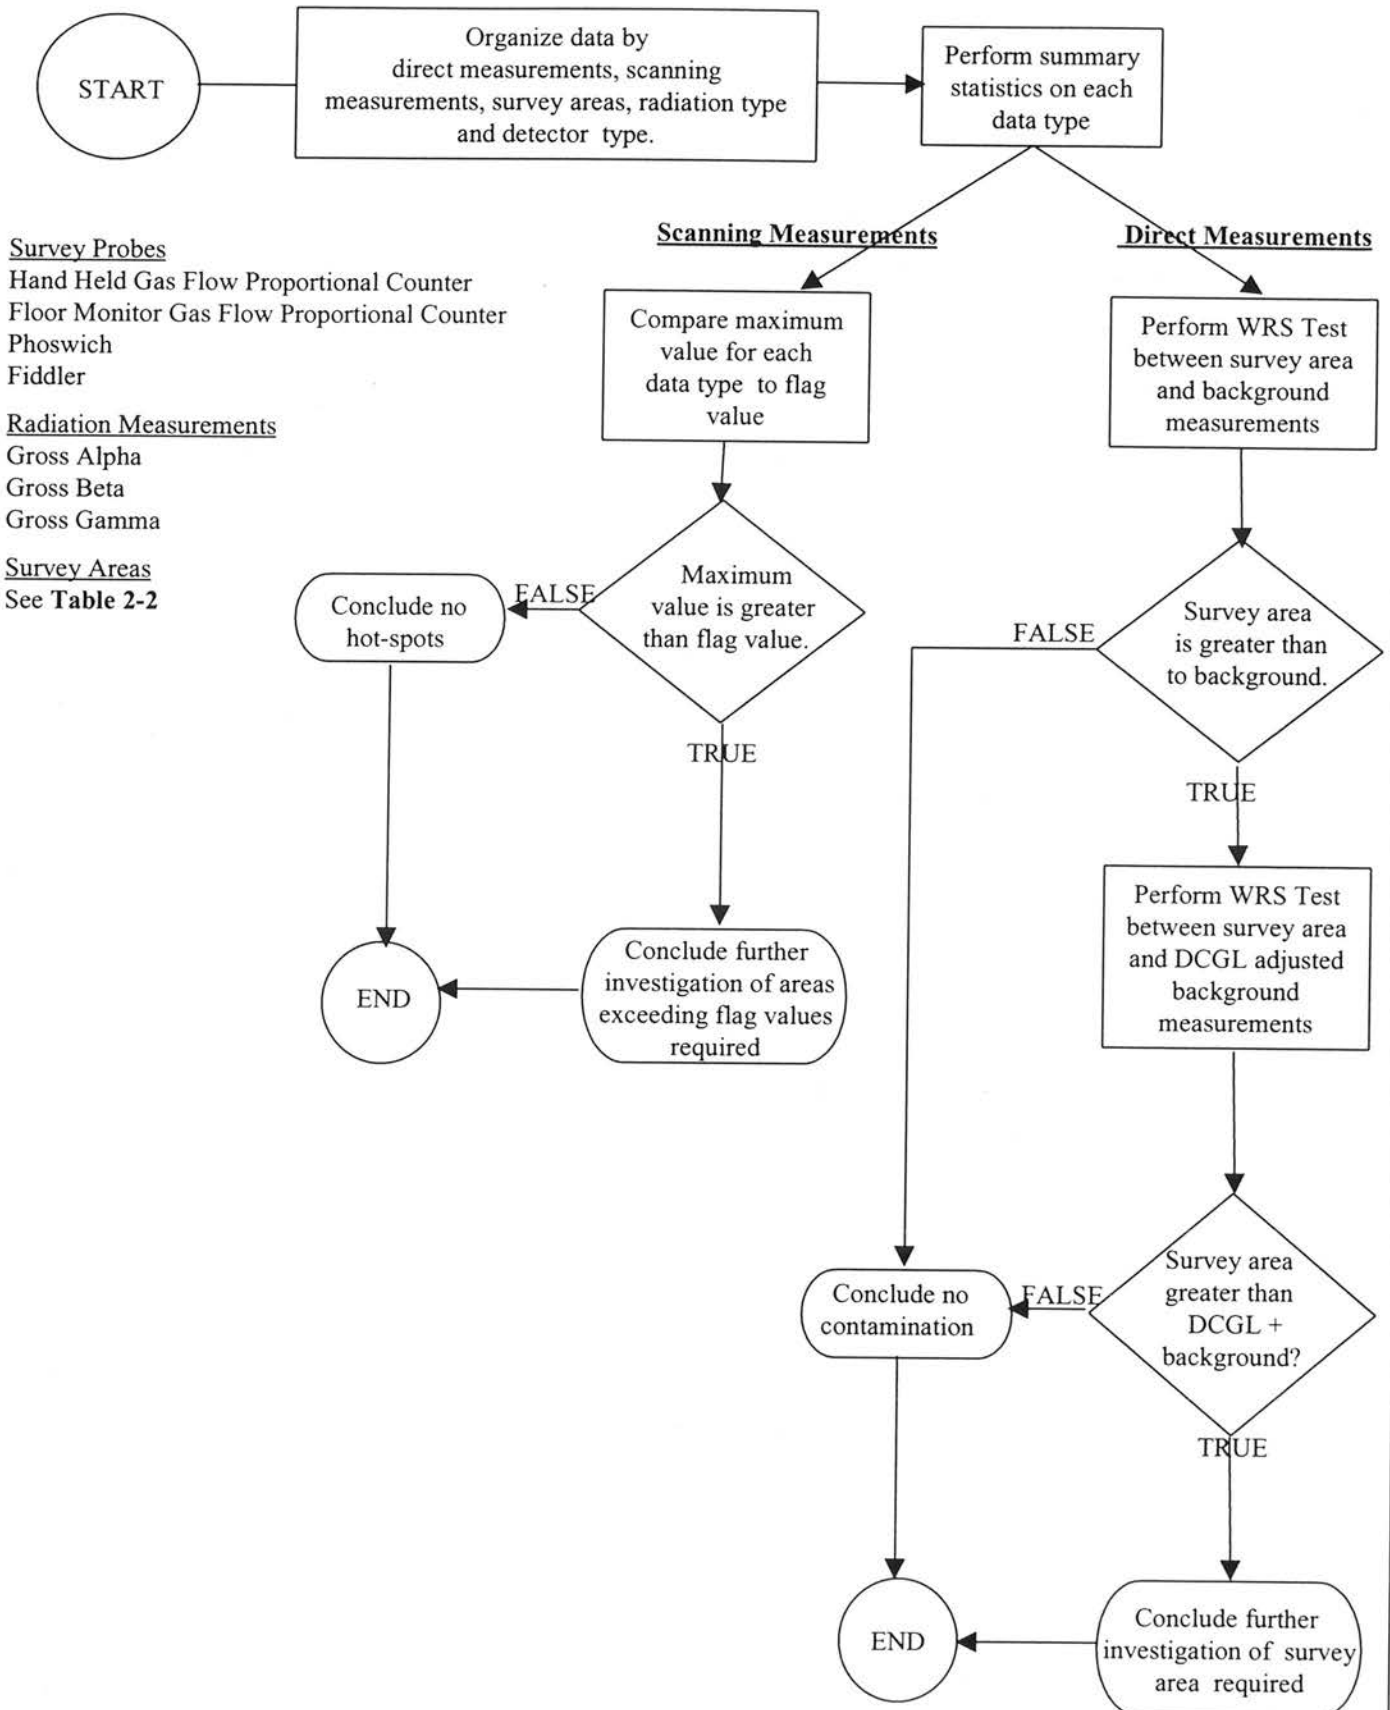 START
Organize data by
direct measurements, scanning
measurements, survey areas, radiation type
and detector type.
Perform summary
statistics on each
data type
Survey Probes
Hand Held Gas Flow Proportional Counter
Floor Monitor Gas Flow Proportional Counter
Phoswich
Fiddler
Radiation Measurements
Gross Alpha
Gross Beta
Gross Gamma
Survey Areas
See Table 2-2
Scanning Measurements
Compare maximum
value for each
data type to flag
value
Maximum
value is greater
than flag value.
FALSE
Conclude no
hot-spots
TRUE
Conclude further
investigation of areas
exceeding flag values
required
END
Direct Measurements
Perform WRS Test
between survey area
and background
measurements
Survey area
is greater than
to background.
FALSE
TRUE
Perform WRS Test
between survey area
and DCGL adjusted
background
measurements
Survey area
greater than
DCGL +
background?
FALSE
Conclude no
contamination
TRUE
Conclude further
investigation of survey
area required
END